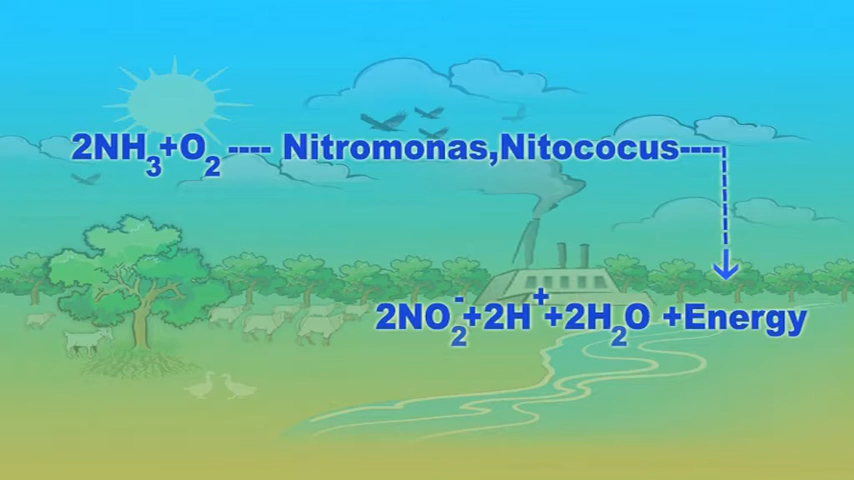 2NH₃+O₂ ---- Nitromonas,Nitococus----
2NO₂⁻+2H⁺+2H₂O +Energy